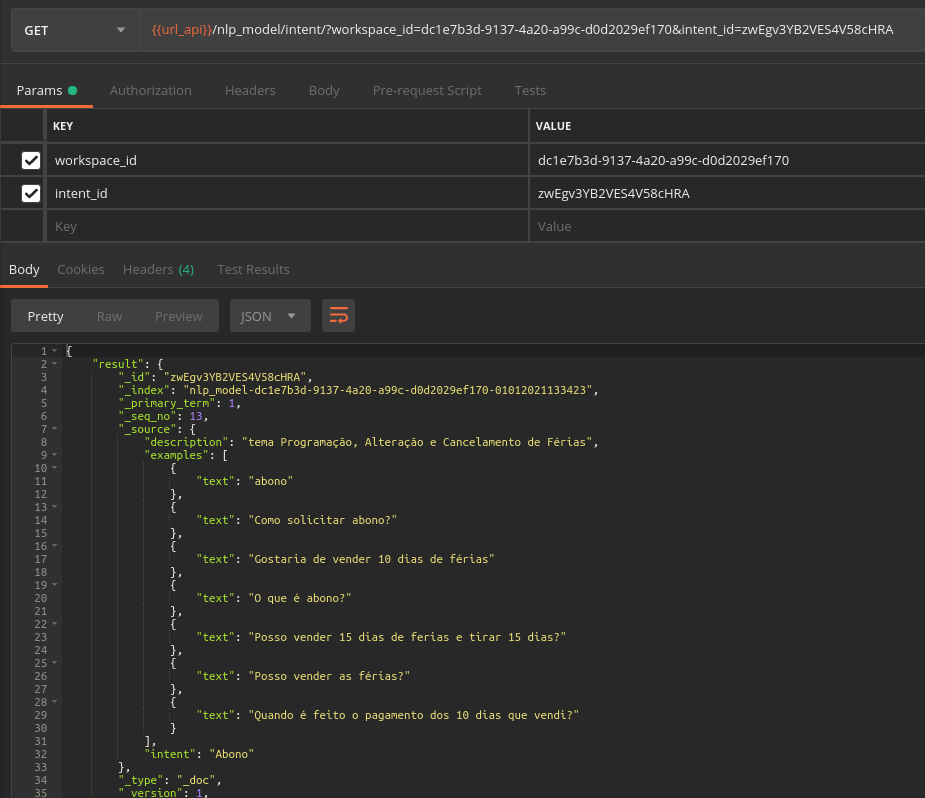 GET {{url_api}}/nlp_model/intent/?workspace_id=dc1e7b3d-9137-4a20-a99c-d0d2029ef170&intent_id=zwEgv3YB2VES4V58cHRA
Params Authorization Headers Body Pre-request Script Tests
KEY VALUE
workspace_id dc1e7b3d-9137-4a20-a99c-d0d2029ef170
intent_id zwEgv3YB2VES4V58cHRA
Key Value
Body Cookies Headers (4) Test Results
Pretty Raw Preview JSON
1 {
2 "result": {
3 "_id": "zwEgv3YB2VES4V58cHRA",
4 "_index": "nlp_model-dc1e7b3d-9137-4a20-a99c-d0d2029ef170-01012021133423",
5 "_primary_term": 1,
6 "_seq_no": 13,
7 "_source": {
8 "description": "tema Programação, Alteração e Cancelamento de Férias",
9 "examples": [
10 {
11 "text": "abono"
12 },
13 {
14 "text": "Como solicitar abono?"
15 },
16 {
17 "text": "Gostaria de vender 10 dias de férias"
18 },
19 {
20 "text": "O que é abono?"
21 },
22 {
23 "text": "Posso vender 15 dias de ferias e tirar 15 dias?"
24 },
25 {
26 "text": "Posso vender as férias?"
27 },
28 {
29 "text": "Quando é feito o pagamento dos 10 dias que vendi?"
30 }
31 ],
32 "intent": "Abono"
33 },
34 "_type": "_doc",
35 "_version": 1,